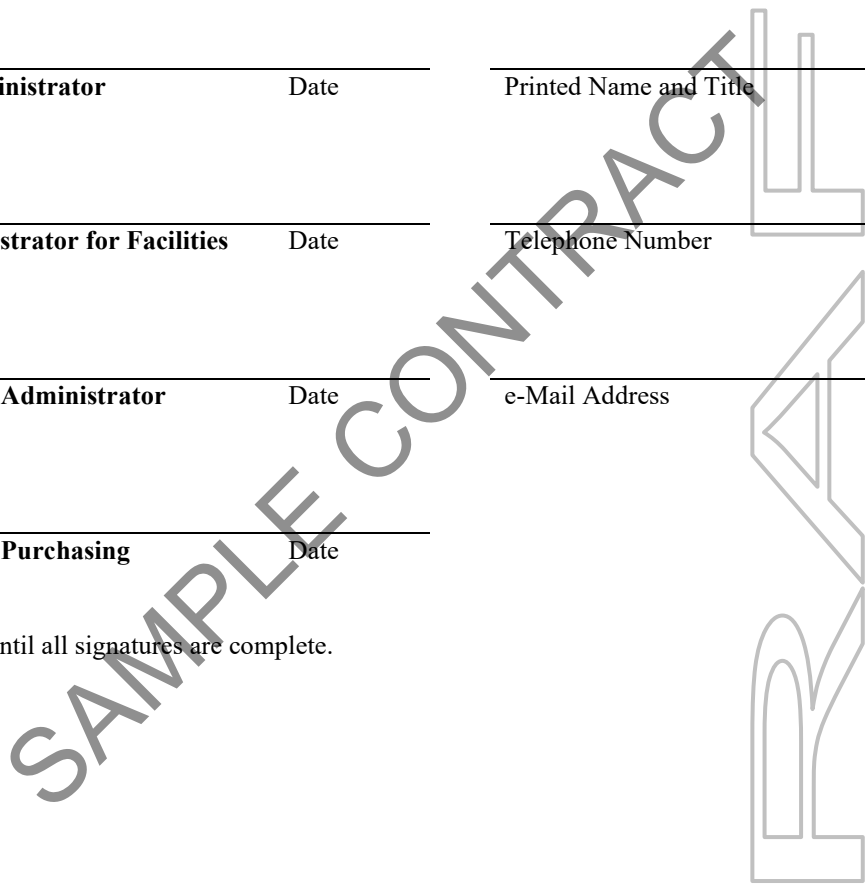 inistrator Date Printed Name and Title
strator for Facilities Date Telephone Number
Administrator Date e-Mail Address
Purchasing Date
ntil all signatures are complete.
SAMPLE CONTRACT
RAF